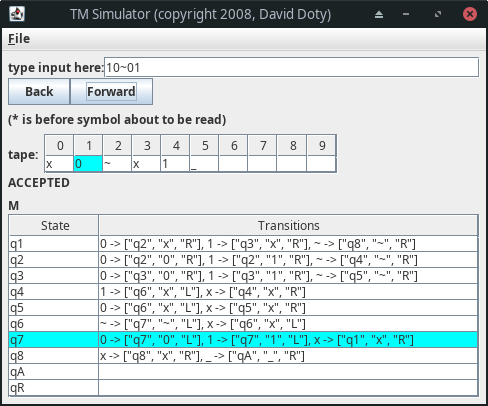 TM Simulator (copyright 2008, David Doty)
File
type input here: 10~01
Back Forward
(* is before symbol about to be read)
0 1 2 3 4 5 6 7 8 9
tape: x 0 ~ x 1 _
ACCEPTED
M
State Transitions
q1 0 -> ["q2", "x", "R"], 1 -> ["q3", "x", "R"], ~ -> ["q8", "~", "R"]
q2 0 -> ["q2", "0", "R"], 1 -> ["q2", "1", "R"], ~ -> ["q4", "~", "R"]
q3 0 -> ["q3", "0", "R"], 1 -> ["q3", "1", "R"], ~ -> ["q5", "~", "R"]
q4 1 -> ["q6", "x", "L"], x -> ["q4", "x", "R"]
q5 0 -> ["q6", "x", "L"], x -> ["q5", "x", "R"]
q6 ~ -> ["q7", "~", "L"], x -> ["q6", "x", "L"]
q7 0 -> ["q7", "0", "L"], 1 -> ["q7", "1", "L"], x -> ["q1", "x", "R"]
q8 x -> ["q8", "x", "R"], _ -> ["qA", "_", "R"]
qA
qR